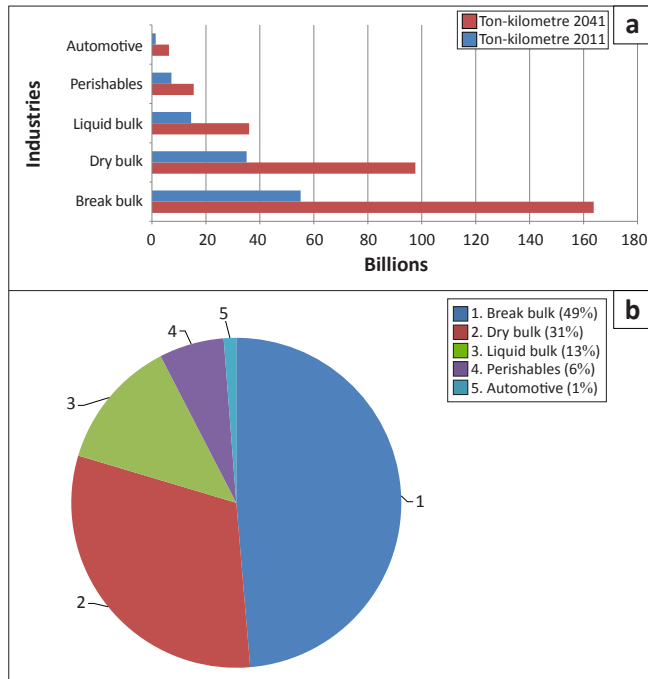 Ton-kilometre 2041
Ton-kilometre 2011
a
Industries
Automotive
Perishables
Liquid bulk
Dry bulk
Break bulk
0 20 40 60 80 100 120 140 160 180
Billions
b
1. Break bulk (49%)
2. Dry bulk (31%)
3. Liquid bulk (13%)
4. Perishables (6%)
5. Automotive (1%)
5
4
3
1
2